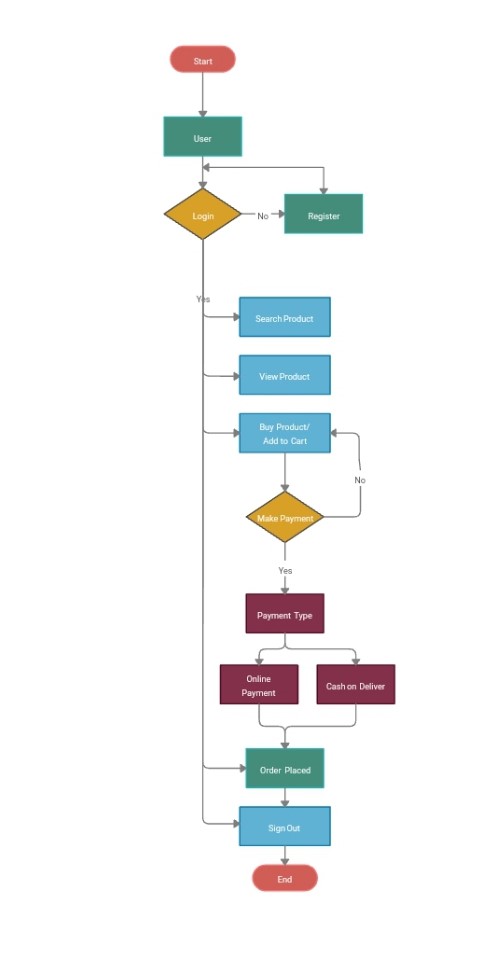 Start
User
Login
No
Register
Yes
Search Product
View Product
Buy Product/
Add to Cart
No
Make Payment
Yes
Payment Type
Online
Payment
Cash on Deliver
Order Placed
Sign Out
End